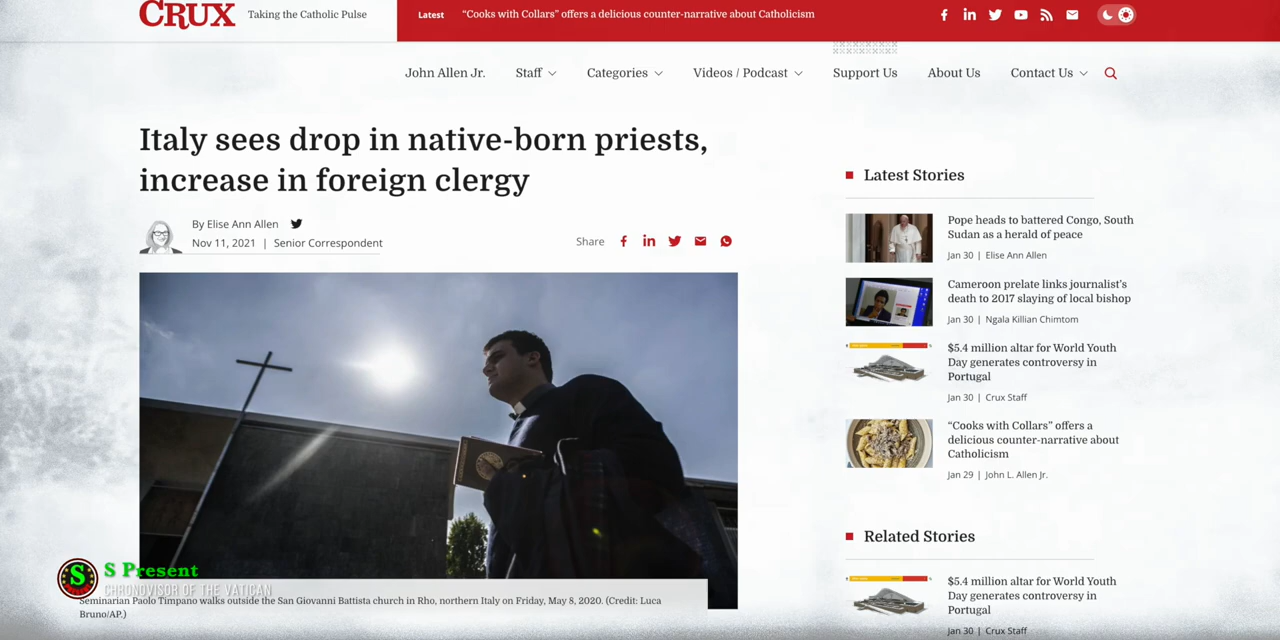 CRUX
Taking the Catholic Pulse
Latest
“Cooks with Collars” offers a delicious counter-narrative about Catholicism
John Allen Jr.
Staff
Categories
Videos / Podcast
Support Us
About Us
Contact Us
Italy sees drop in native-born priests,
increase in foreign clergy
By Elise Ann Allen
Nov 11, 2021 | Senior Correspondent
Share
Seminarian Paolo Timpano walks outside the San Giovanni Battista church in Rho, northern Italy on Friday, May 8, 2020. (Credit: Luca
Bruno/AP.)
S Present
CHRONOVISOR OF THE VATICAN
Latest Stories
Pope heads to battered Congo, South
Sudan as a herald of peace
Jan 30 | Elise Ann Allen
Cameroon prelate links journalist’s
death to 2017 slaying of local bishop
Jan 30 | Ngala Killian Chimtom
$5.4 million altar for World Youth
Day generates controversy in
Portugal
Jan 30 | Crux Staff
“Cooks with Collars” offers a
delicious counter-narrative about
Catholicism
Jan 29 | John L. Allen Jr.
Related Stories
$5.4 million altar for World Youth
Day generates controversy in
Portugal
Jan 30 | Crux Staff